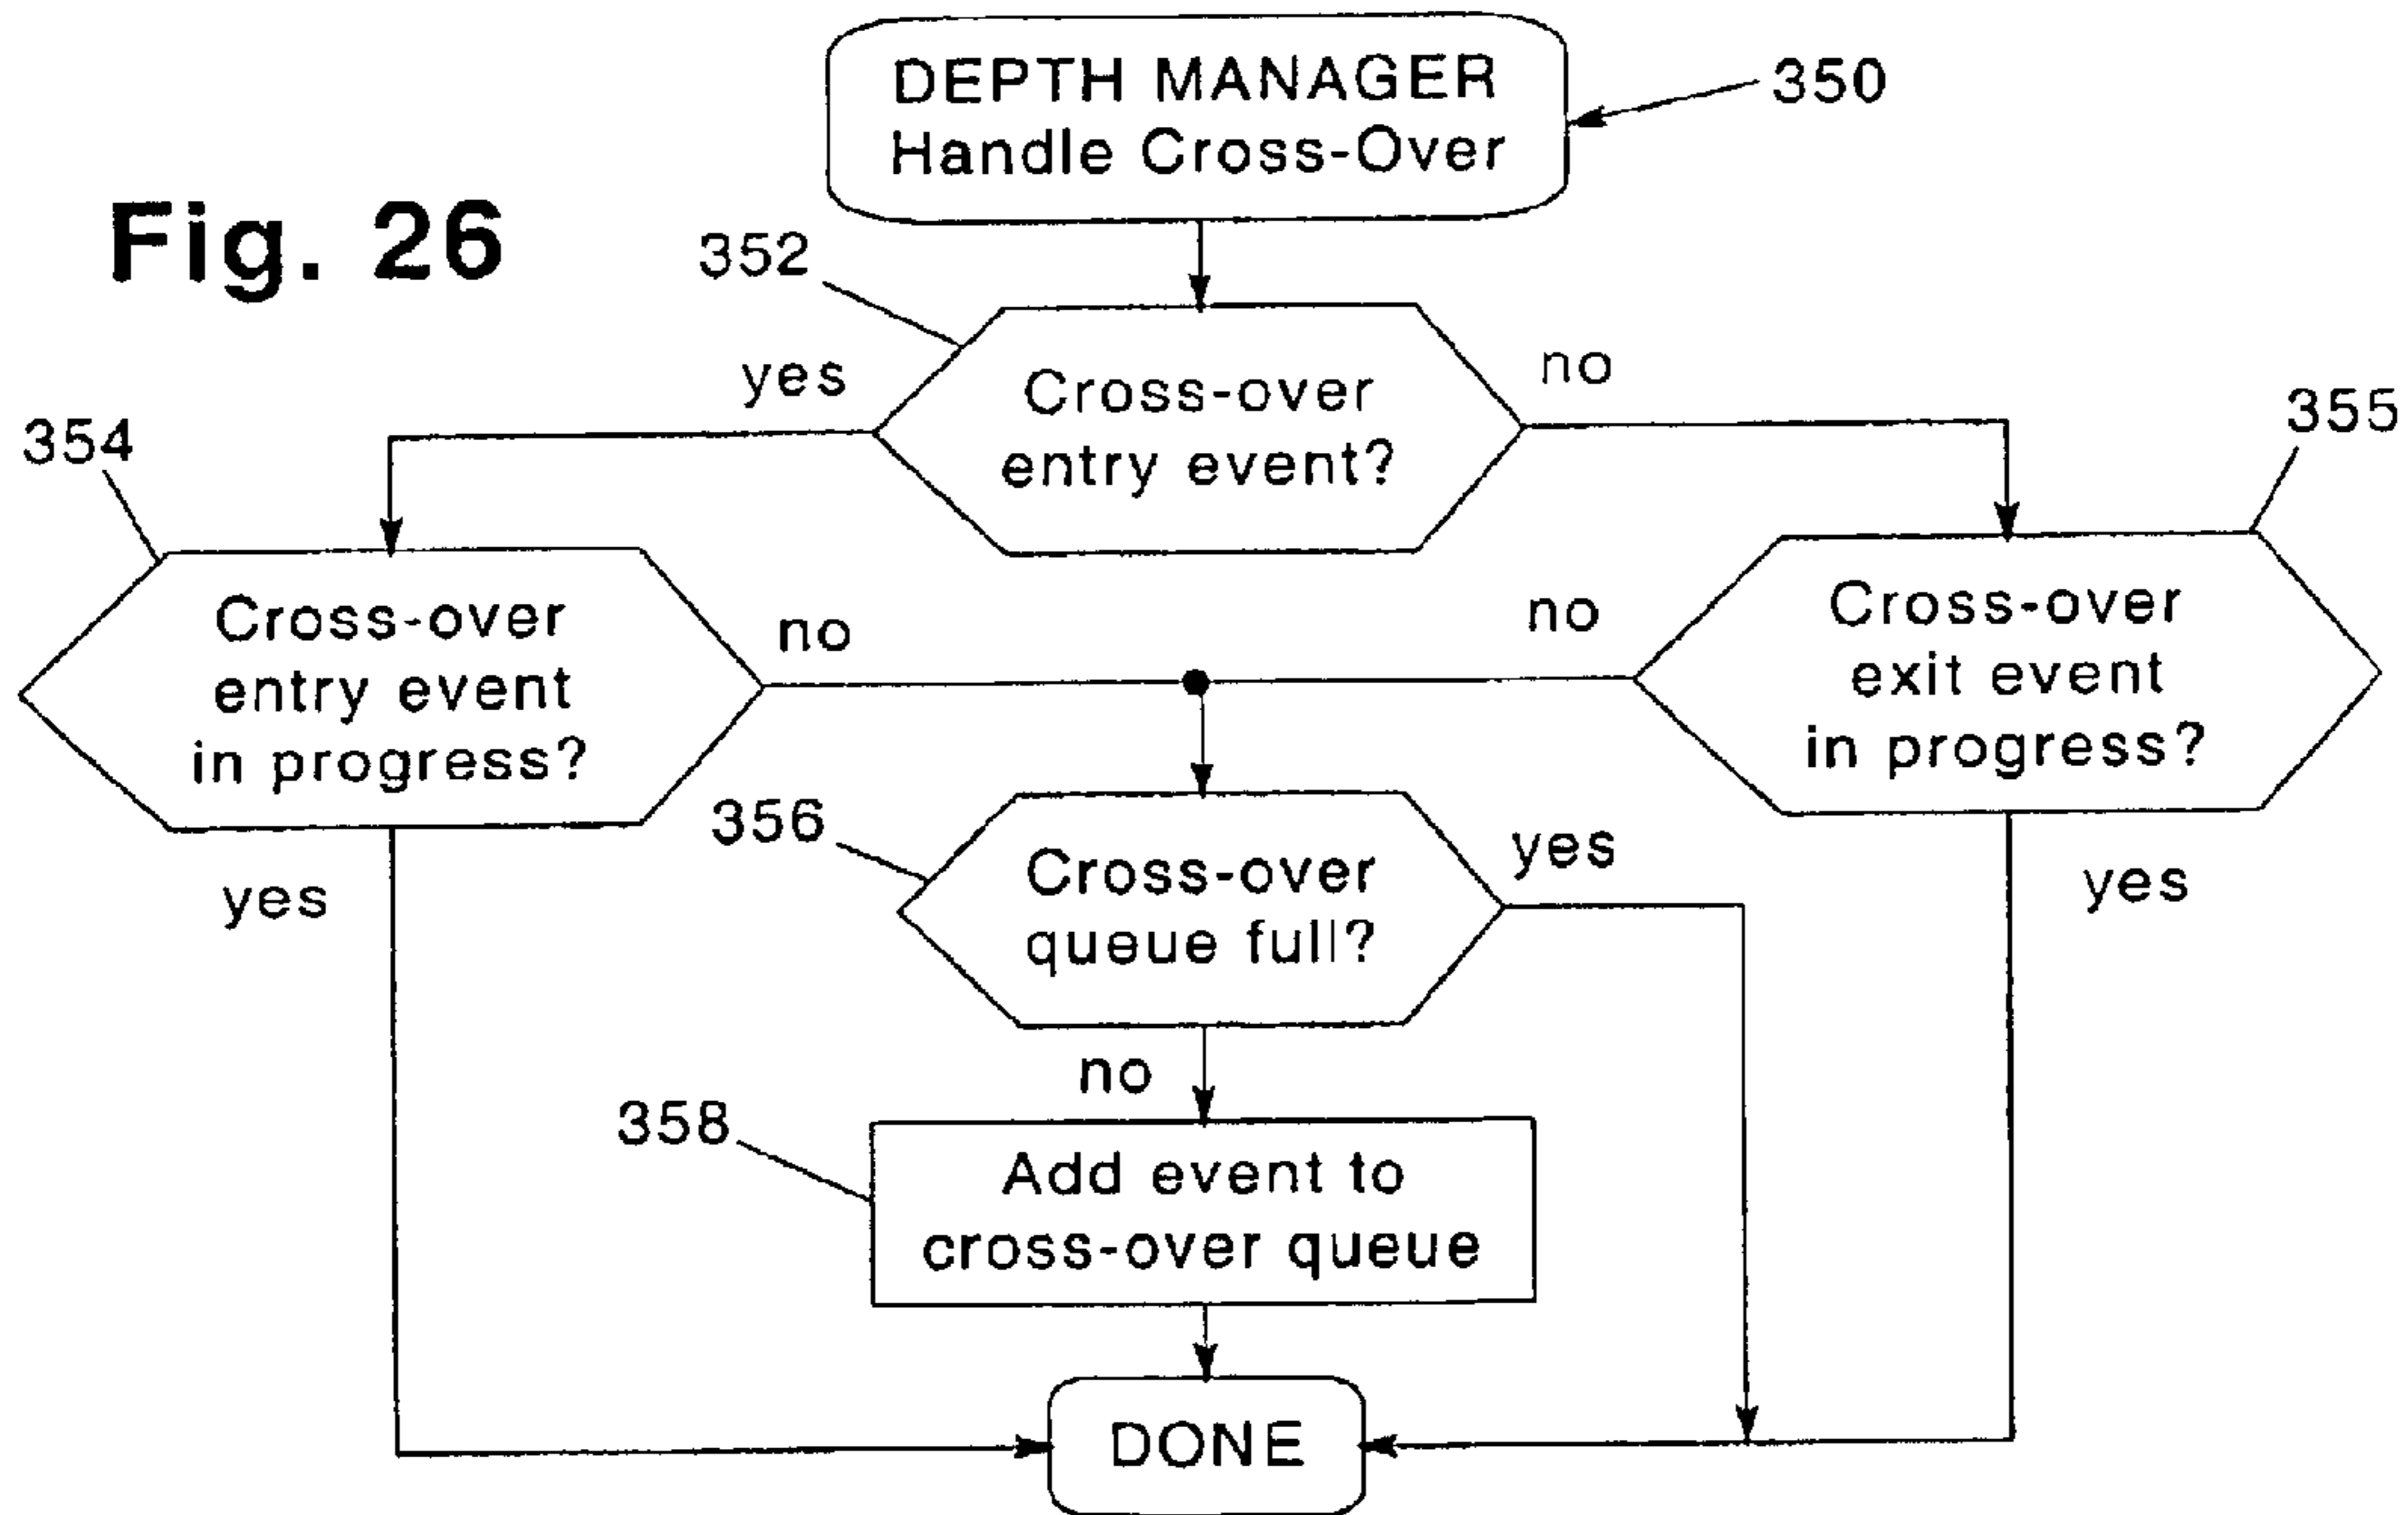 DEPTH MANAGER
Handle Cross-Over
350
Fig. 26
352
yes
Cross-over
entry event?
no
354
355
Cross-over
entry event
in progress?
no
no
Cross-over
exit event
in progress?
yes
356
Cross-over
queue full?
yes
yes
no
358
Add event to
cross-over queue
DONE